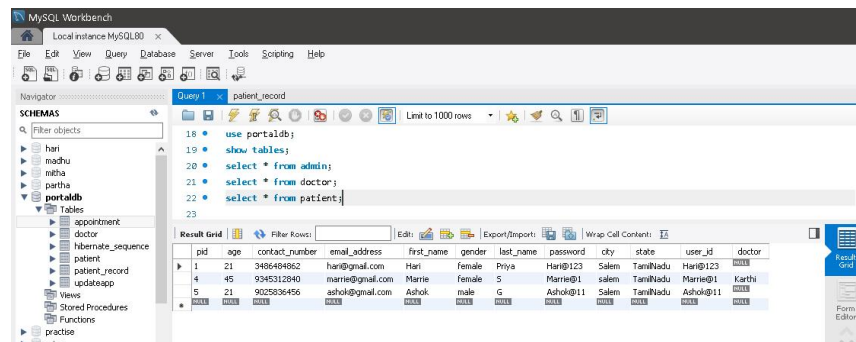 MySQL Workbench
Local instance MySQL80 ×
File Edit View Query Database Server Tools Scripting Help
Navigator
Query 1 × patient_record
SCHEMAS
Limit to 1000 rows
Filter objects
hari
madhu
mitha
partha
portaldb
Tables
appointment
doctor
hibernate_sequence
patient
patient_record
updateapp
Views
Stored Procedures
Functions
practise
18 use portaldb;
19 show tables;
20 select * from admin;
21 select * from doctor;
22 select * from patient;
23
Result Grid Filter Rows: Edit: Export/Import: Wrap Cell Content:
pid age contact_number email_address first_name gender last_name password city state user_id doctor
1 21 3486484862 hari@gmail.com Hari female Priya Hari@123 Salem TamilNadu Hari@123 NULL
4 45 9345312840 marrie@gmail.com Marrie female S Marrie@1 salem TamilNadu Marrie@1 Karthi
5 21 9025836456 ashok@gmail.com Ashok male G Ashok@11 Salem TamilNadu Ashok@11 NULL
NULL NULL NULL NULL NULL NULL NULL NULL NULL NULL NULL NULL
Result Grid
Form Editor